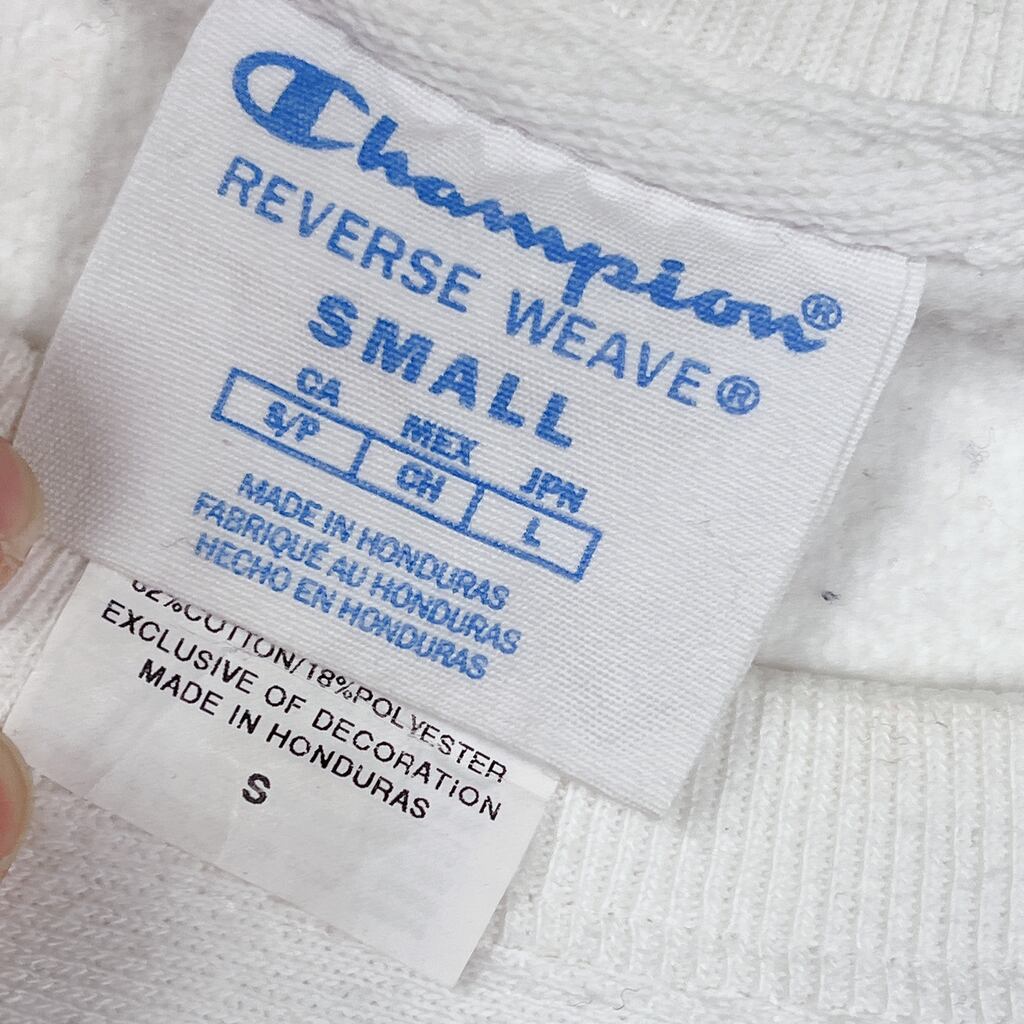 Champion®
REVERSE WEAVE®
SMALL
CA MEX JPN
S/P CH L
MADE IN HONDURAS
FABRIQUÉ AU HONDURAS
HECHO EN HONDURAS
82%COTTON/18%POLYESTER
EXCLUSIVE OF DECORATION
MADE IN HONDURAS
S